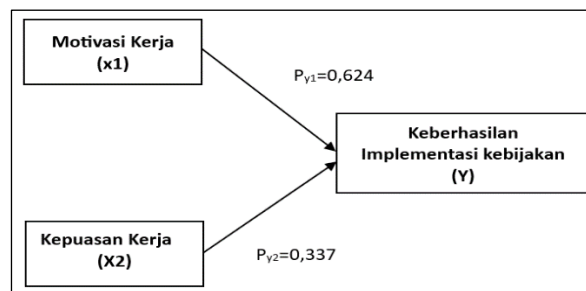 Motivasi Kerja
(x1)
Py1=0,624
Keberhasilan
Implementasi kebijakan
(Y)
Kepuasan Kerja
(X2)
Py2=0,337